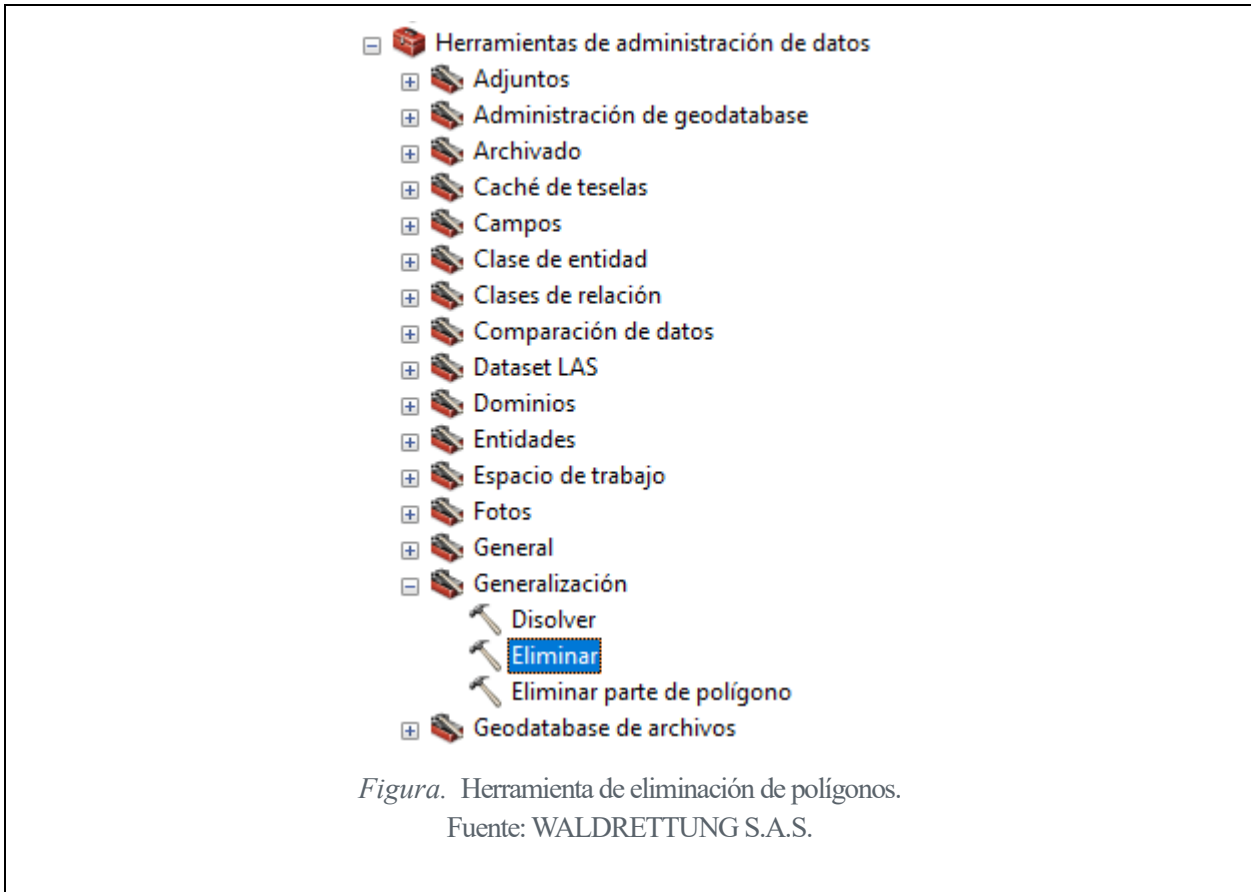 Herramientas de administración de datos
Adjuntos
Administración de geodatabase
Archivado
Caché de teselas
Campos
Clase de entidad
Clases de relación
Comparación de datos
Dataset LAS
Dominios
Entidades
Espacio de trabajo
Fotos
General
Generalización
Disolver
Eliminar
Eliminar parte de polígono
Geodatabase de archivos
Figura. Herramienta de eliminación de polígonos.
Fuente: WALDRETTUNG S.A.S.